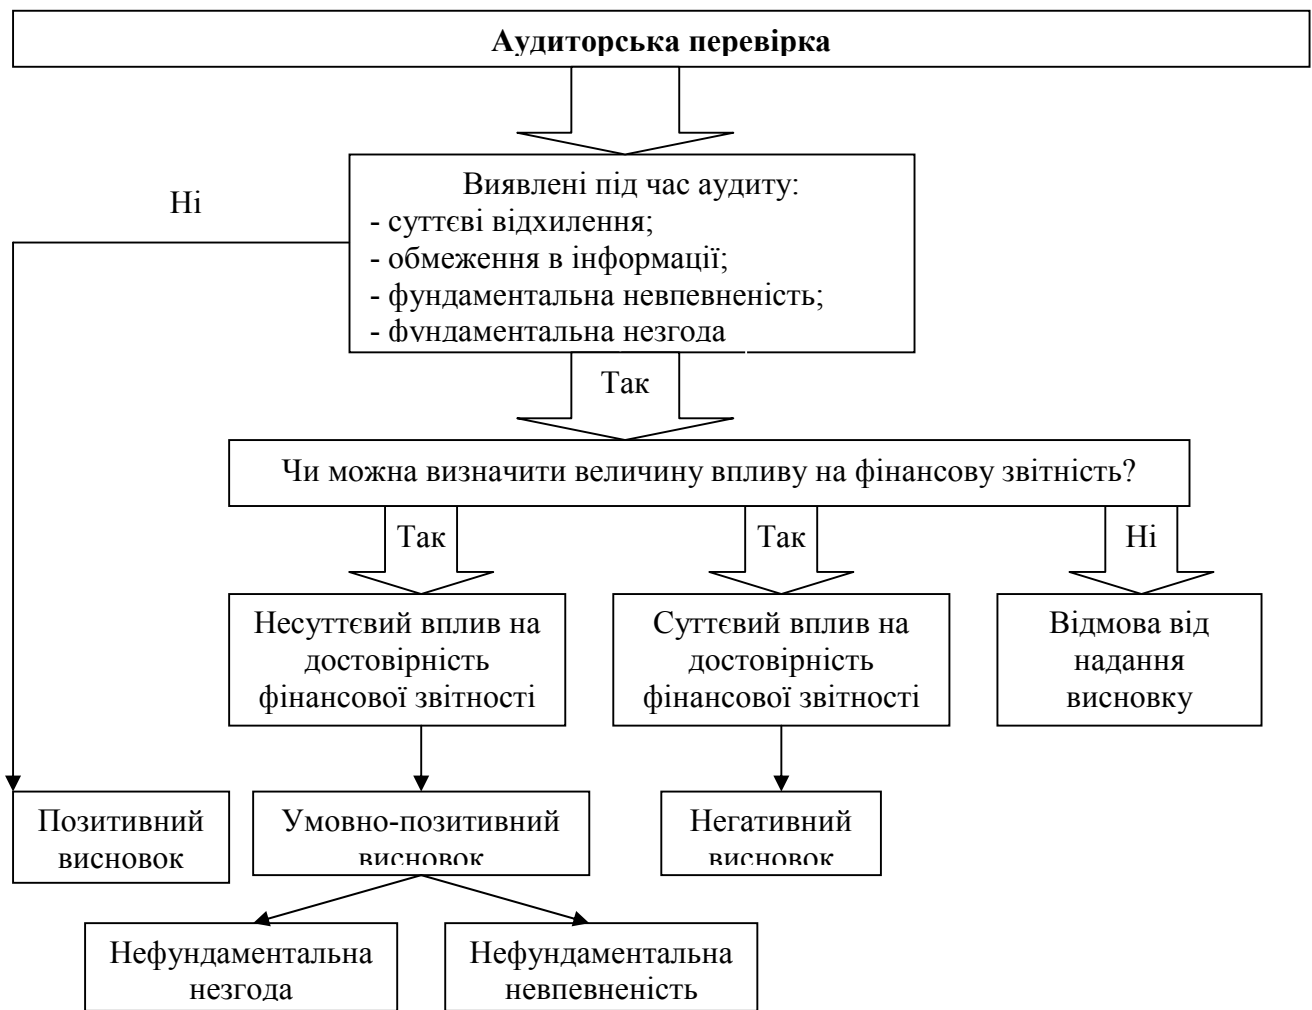 Аудиторська перевірка
Ні
Виявлені під час аудиту:
- суттєві відхилення;
- обмеження в інформації;
- фундаментальна невпевненість;
- фундаментальна незгода
Так
Чи можна визначити величину впливу на фінансову звітність?
Так
Так
Ні
Несуттєвий вплив на
достовірність
фінансової звітності
Суттєвий вплив на
достовірність
фінансової звітності
Відмова від
надання
висновку
Позитивний
висновок
Умовно-позитивний
висновок
Негативний
висновок
Нефундаментальна
незгода
Нефундаментальна
невпевненість